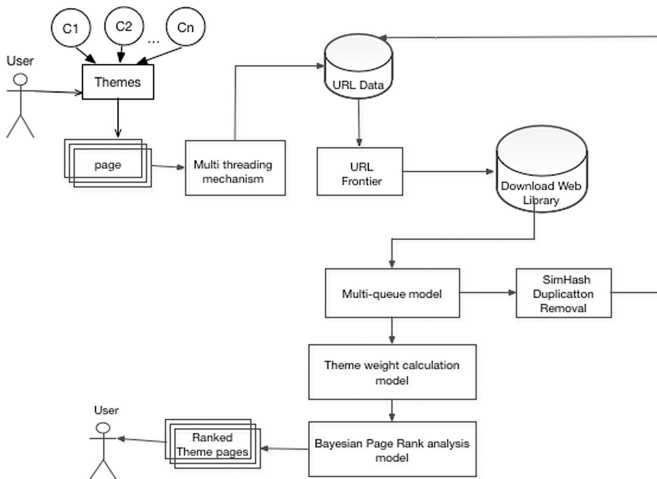 C1
C2
...
Cn
User
Themes
URL Data
page
Multi threading
mechanism
URL
Frontier
Download Web
Library
Multi-queue model
SimHash
Duplicatton
Removal
Theme weight calculation
model
User
Ranked
Theme pages
Bayesian Page Rank analysis
model